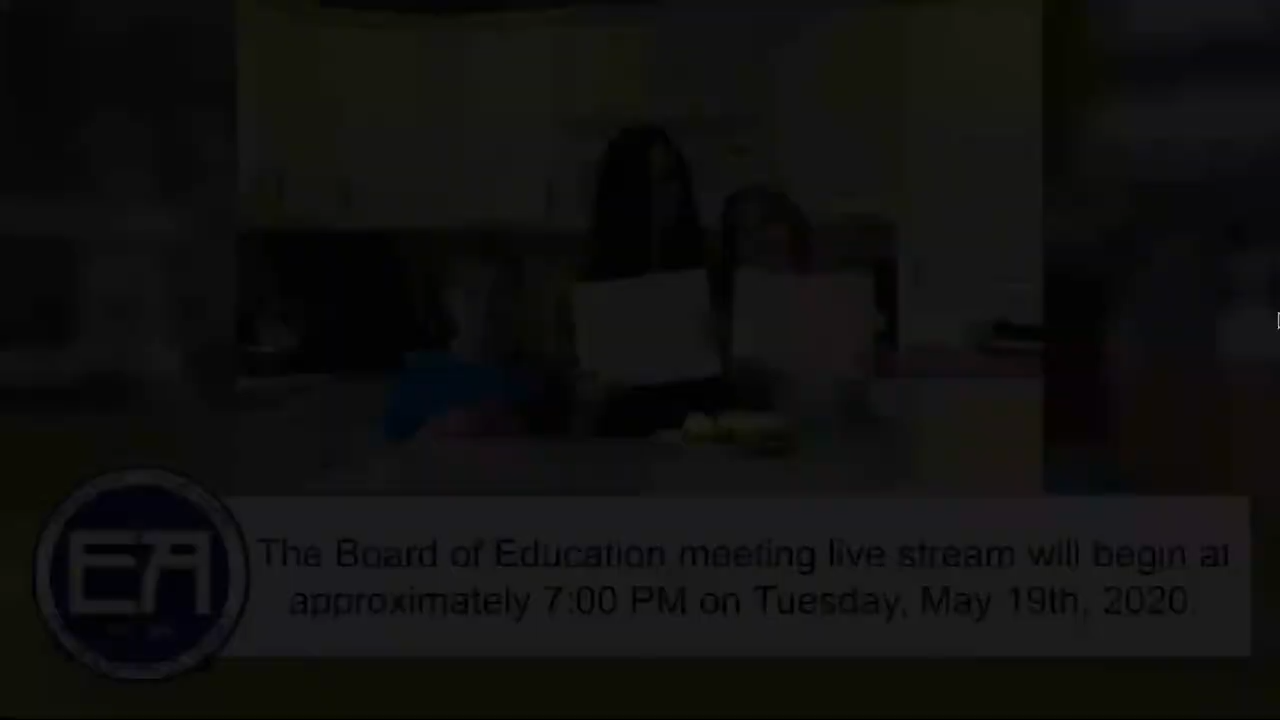 EA
The Board of Education meeting live stream will begin at
approximately 7:00 PM on Tuesday, May 19th, 2020.